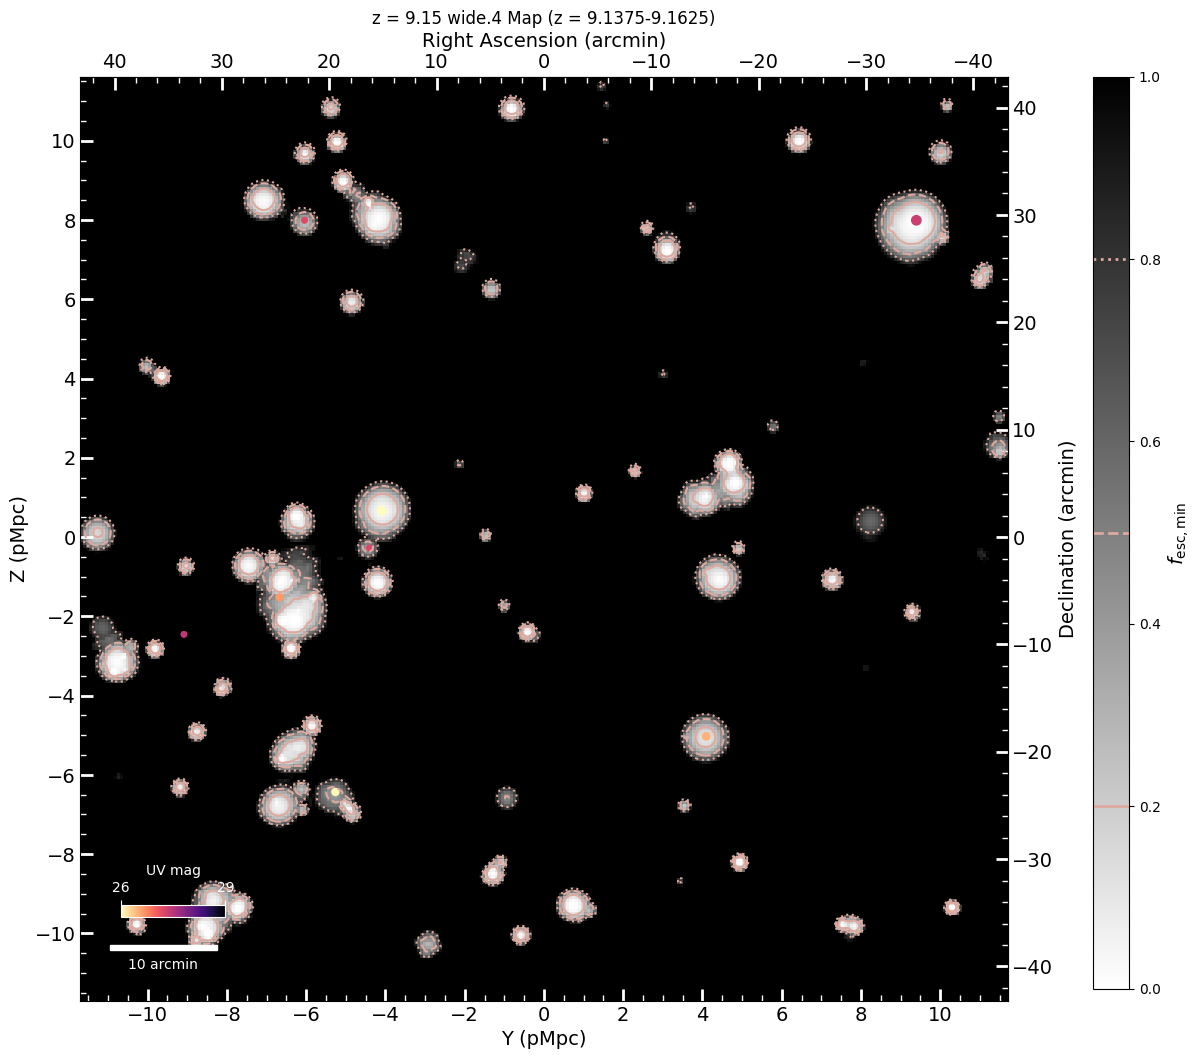 z = 9.15 wide.4 Map (z = 9.1375-9.1625)
Right Ascension (arcmin)
40 30 20 10 0 −10 −20 −30 −40
10
8
6
4
2
0
−2
−4
−6
−8
−10
Z (pMpc)
40
30
20
10
0
−10
−20
−30
−40
Declination (arcmin)
1.0
0.8
0.6
0.4
0.2
0.0
fesc,min
UV mag
26 29
10 arcmin
−10 −8 −6 −4 −2 0 2 4 6 8 10
Y (pMpc)